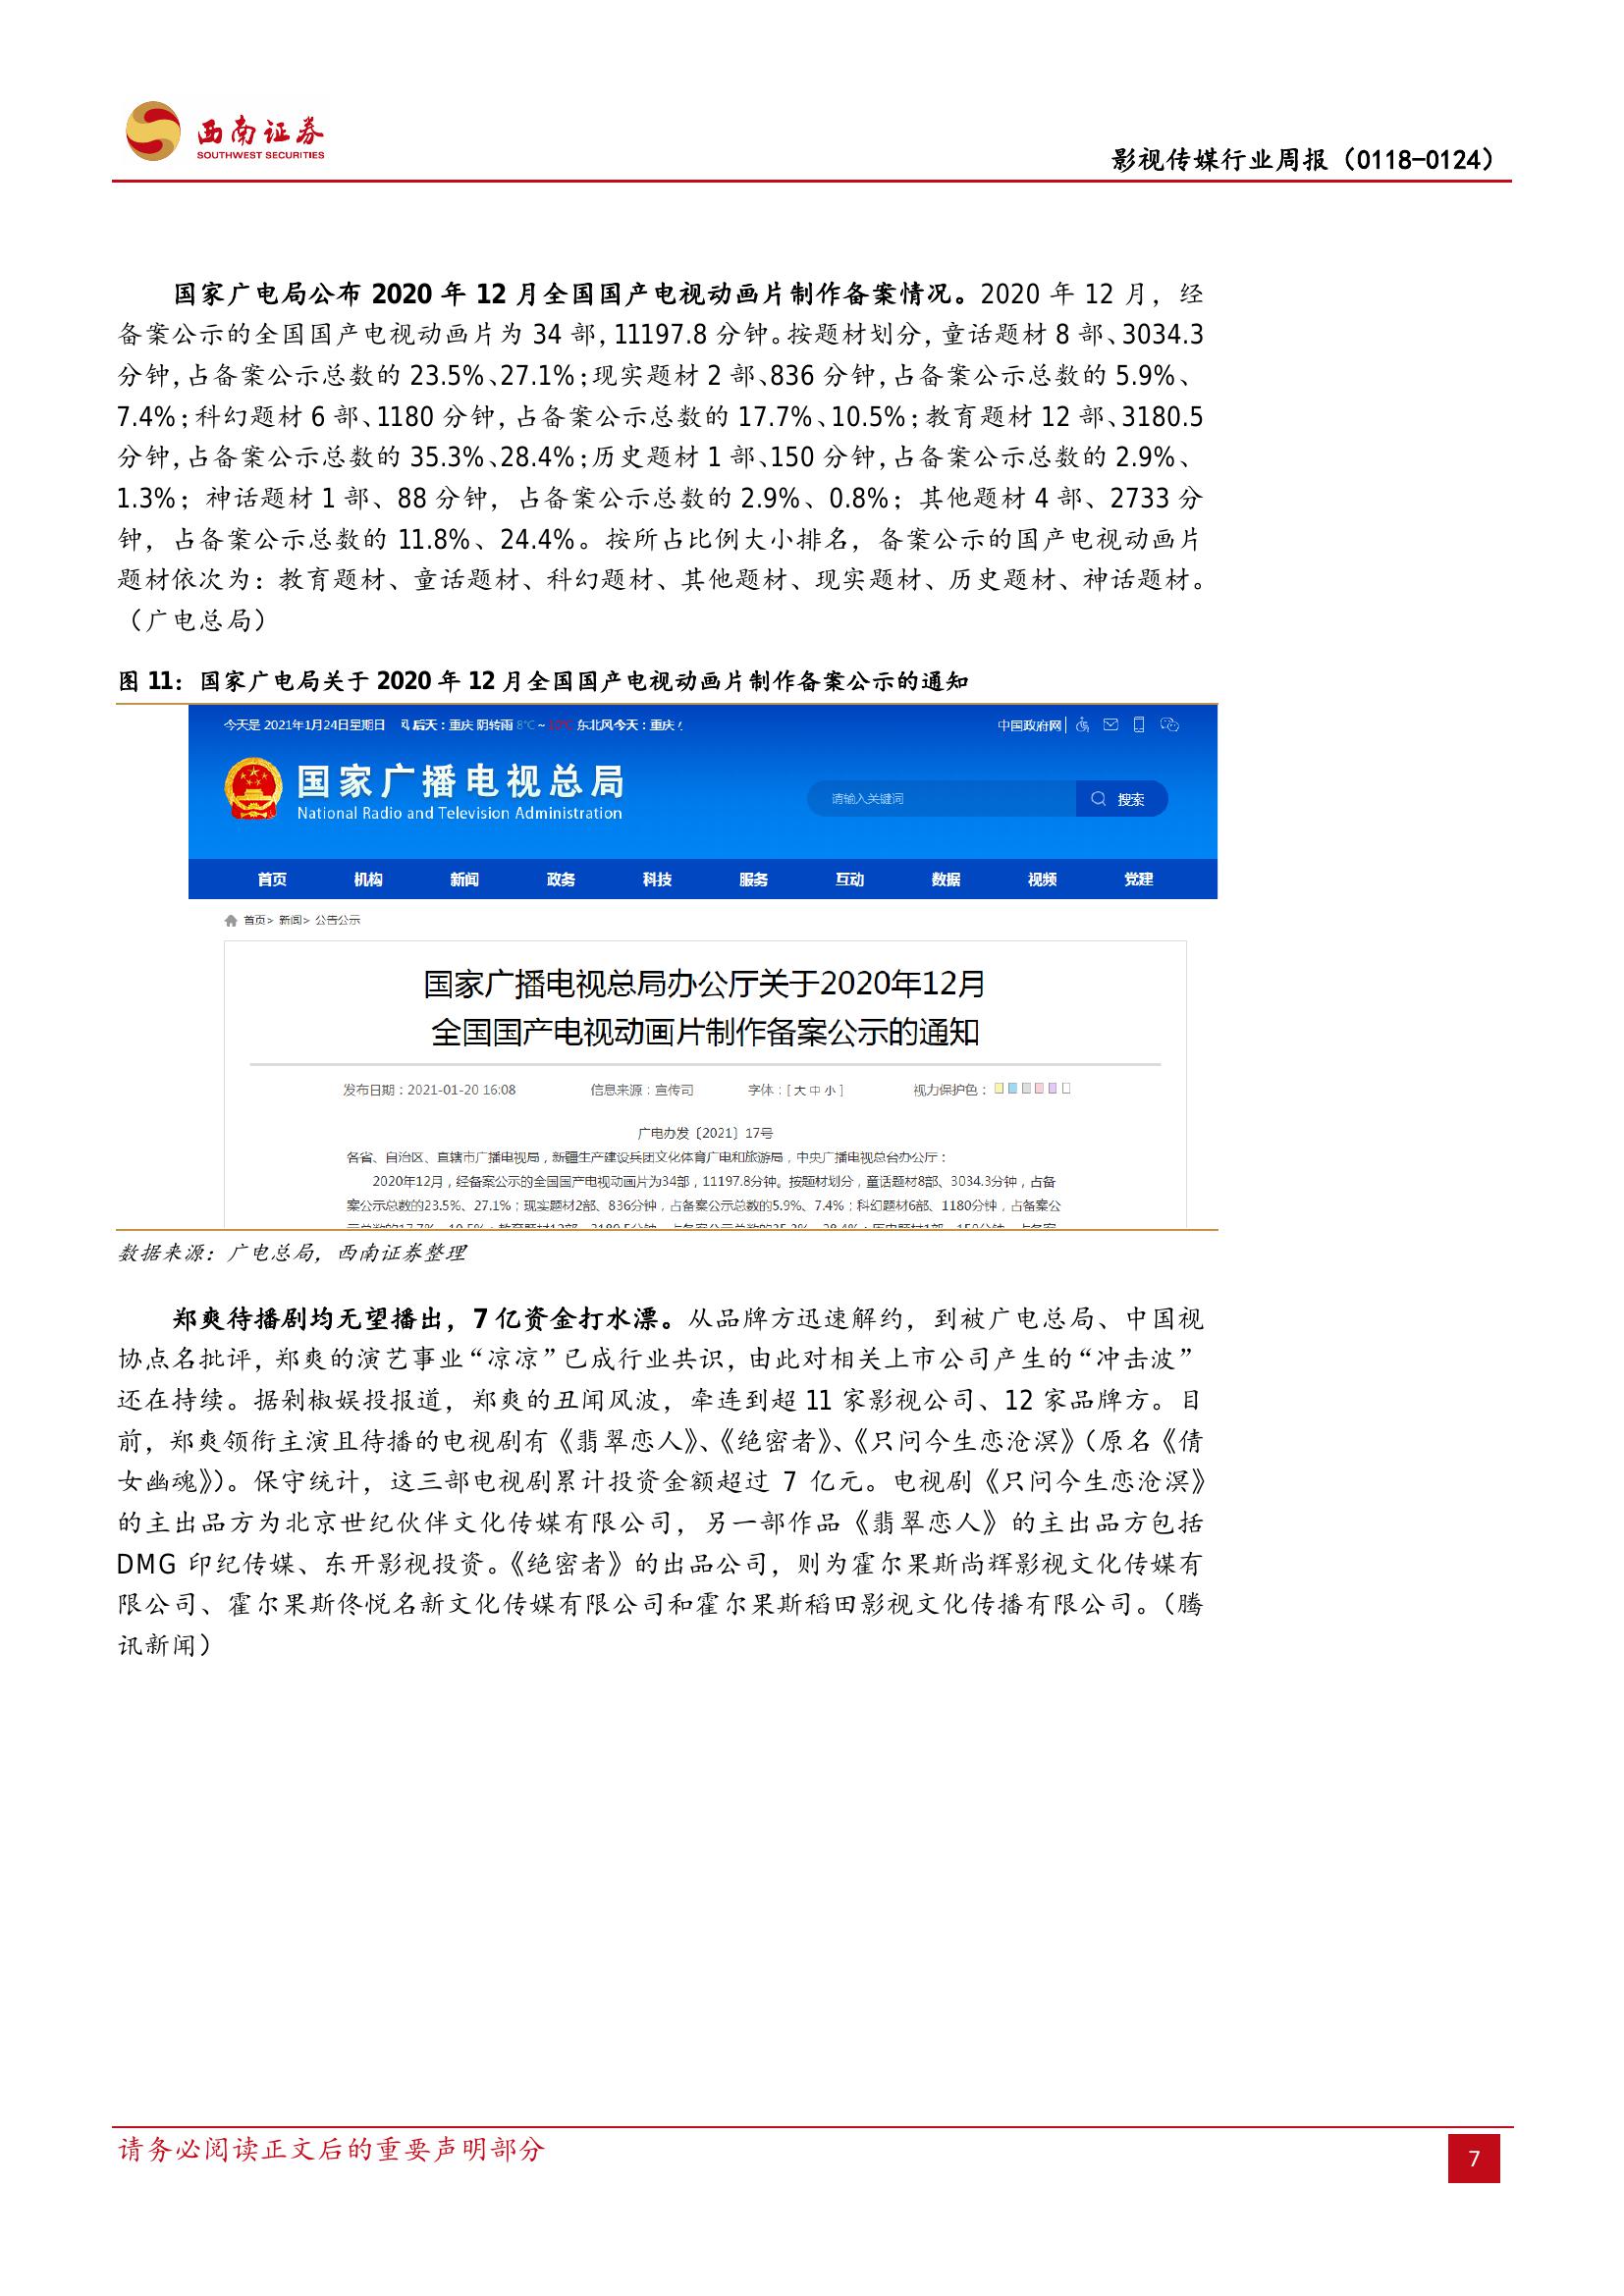 西南证券
SOUTHWEST SECURITIES
影视传媒行业周报（0118-0124）
国家广电局公布 2020 年 12 月全国国产电视动画片制作备案情况。2020 年 12 月，经
备案公示的全国国产电视动画片为 34 部，11197.8 分钟。按题材划分，童话题材 8 部、3034.3
分钟，占备案公示总数的 23.5%、27.1%；现实题材 2 部、836 分钟，占备案公示总数的 5.9%、
7.4%；科幻题材 6 部、1180 分钟，占备案公示总数的 17.7%、10.5%；教育题材 12 部、3180.5
分钟，占备案公示总数的 35.3%、28.4%；历史题材 1 部、150 分钟，占备案公示总数的 2.9%、
1.3%；神话题材 1 部、88 分钟，占备案公示总数的 2.9%、0.8%；其他题材 4 部、2733 分
钟，占备案公示总数的 11.8%、24.4%。按所占比例大小排名，备案公示的国产电视动画片
题材依次为：教育题材、童话题材、科幻题材、其他题材、现实题材、历史题材、神话题材。
（广电总局）
图 11：国家广电局关于 2020 年 12 月全国国产电视动画片制作备案公示的通知
今天是 2021年1月24日星期日 后天：重庆 阴转雨 8℃～10℃ 东北风今天：重庆
中国政府网
国家广播电视总局
National Radio and Television Administration
请输入关键词 搜索
首页 机构 新闻 政务 科技 服务 互动 数据 视频 党建
首页> 新闻> 公告公示
国家广播电视总局办公厅关于2020年12月
全国国产电视动画片制作备案公示的通知
发布日期：2021-01-20 16:08 信息来源：宣传司 字体：[ 大 中 小 ] 视力保护色：
广电办发〔2021〕17号
各省、自治区、直辖市广播电视局，新疆生产建设兵团文化体育广电和旅游局，中央广播电视总台办公厅：
2020年12月，经备案公示的全国国产电视动画片为34部，11197.8分钟。按题材划分，童话题材8部、3034.3分钟，占备
案公示总数的23.5%、27.1%；现实题材2部、836分钟，占备案公示总数的5.9%、7.4%；科幻题材6部、1180分钟，占备案公
数据来源：广电总局，西南证券整理
郑爽待播剧均无望播出，7 亿资金打水漂。从品牌方迅速解约，到被广电总局、中国视
协点名批评，郑爽的演艺事业“凉凉”已成行业共识，由此对相关上市公司产生的“冲击波”
还在持续。据剁椒娱投报道，郑爽的丑闻风波，牵连到超 11 家影视公司、12 家品牌方。目
前，郑爽领衔主演且待播的电视剧有《翡翠恋人》、《绝密者》、《只问今生恋沧溟》（原名《倩
女幽魂》）。保守统计，这三部电视剧累计投资金额超过 7 亿元。电视剧《只问今生恋沧溟》
的主出品方为北京世纪伙伴文化传媒有限公司，另一部作品《翡翠恋人》的主出品方包括
DMG 印纪传媒、东开影视投资。《绝密者》的出品公司，则为霍尔果斯尚辉影视文化传媒有
限公司、霍尔果斯佟悦名新文化传媒有限公司和霍尔果斯稻田影视文化传播有限公司。（腾
讯新闻）
请务必阅读正文后的重要声明部分
7